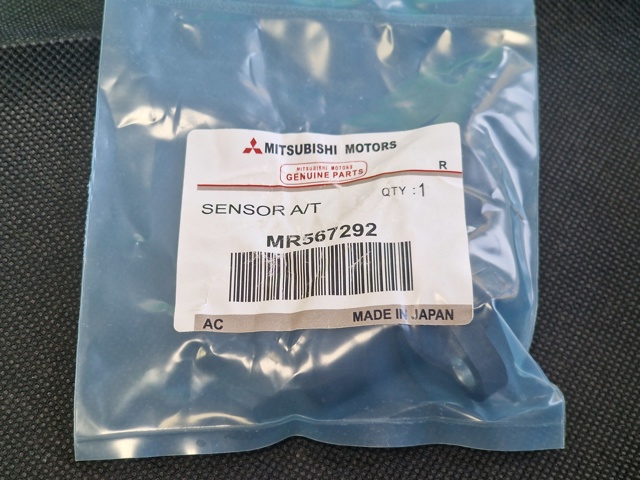 MITSUBISHI MOTORS
MITSUBISHI MOTORS
GENUINE PARTS
R
QTY : 1
SENSOR A/T
MR567292
AC MADE IN JAPAN